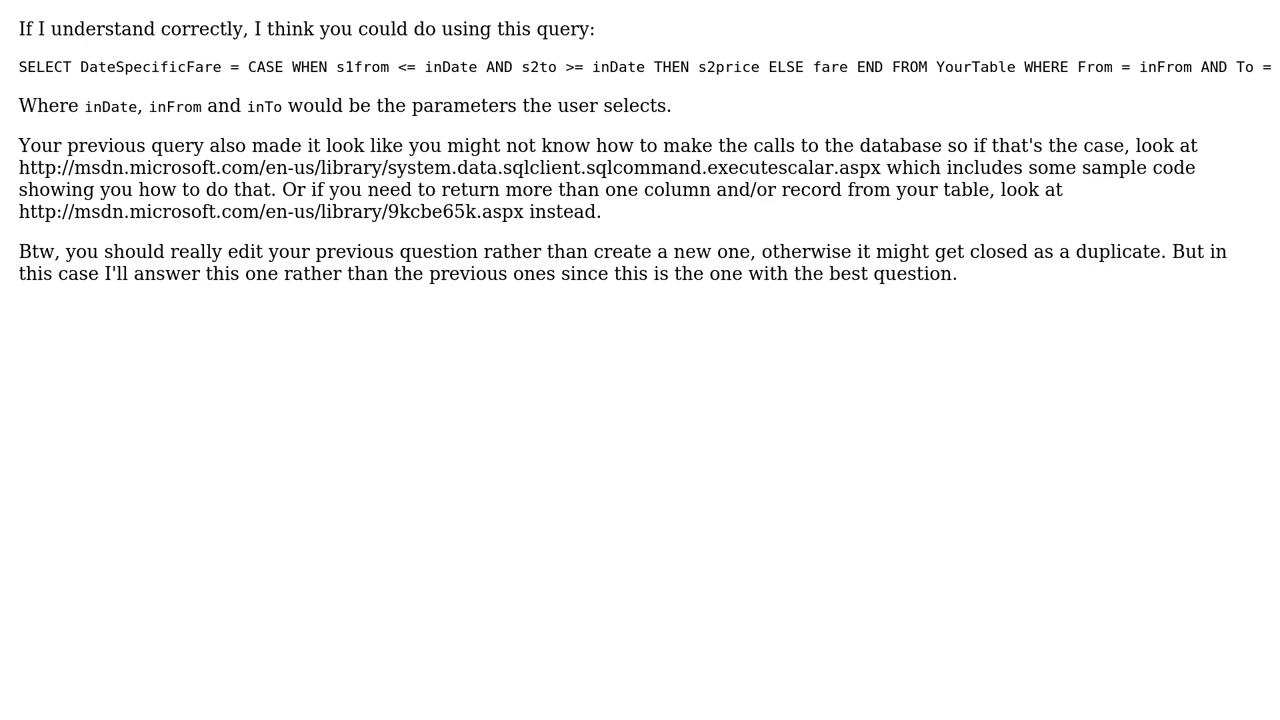 If I understand correctly, I think you could do using this query:
SELECT DateSpecificFare = CASE WHEN s1from <= inDate AND s2to >= inDate THEN s2price ELSE fare END FROM YourTable WHERE From = inFrom AND To =
Where inDate, inFrom and inTo would be the parameters the user selects.
Your previous query also made it look like you might not know how to make the calls to the database so if that's the case, look at
http://msdn.microsoft.com/en-us/library/system.data.sqlclient.sqlcommand.executescalar.aspx which includes some sample code
showing you how to do that. Or if you need to return more than one column and/or record from your table, look at
http://msdn.microsoft.com/en-us/library/9kcbe65k.aspx instead.
Btw, you should really edit your previous question rather than create a new one, otherwise it might get closed as a duplicate. But in
this case I'll answer this one rather than the previous ones since this is the one with the best question.